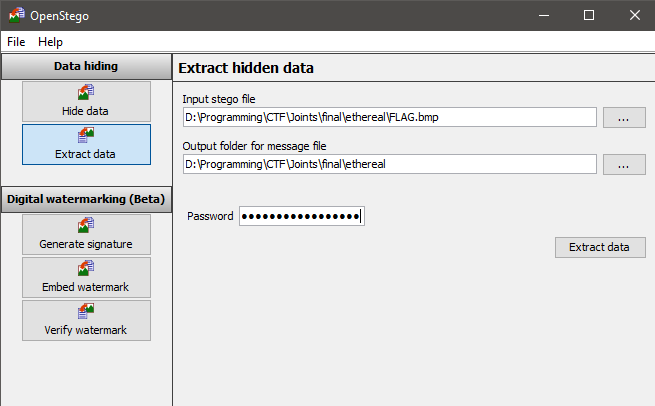 OpenStego
File Help
Data hiding
Hide data
Extract data
Digital watermarking (Beta)
Generate signature
Embed watermark
Verify watermark
Extract hidden data
Input stego file
D:\Programming\CTF\Joints\final\ethereal\FLAG.bmp
...
Output folder for message file
D:\Programming\CTF\Joints\final\ethereal
...
Password •••••••••••••••••
Extract data